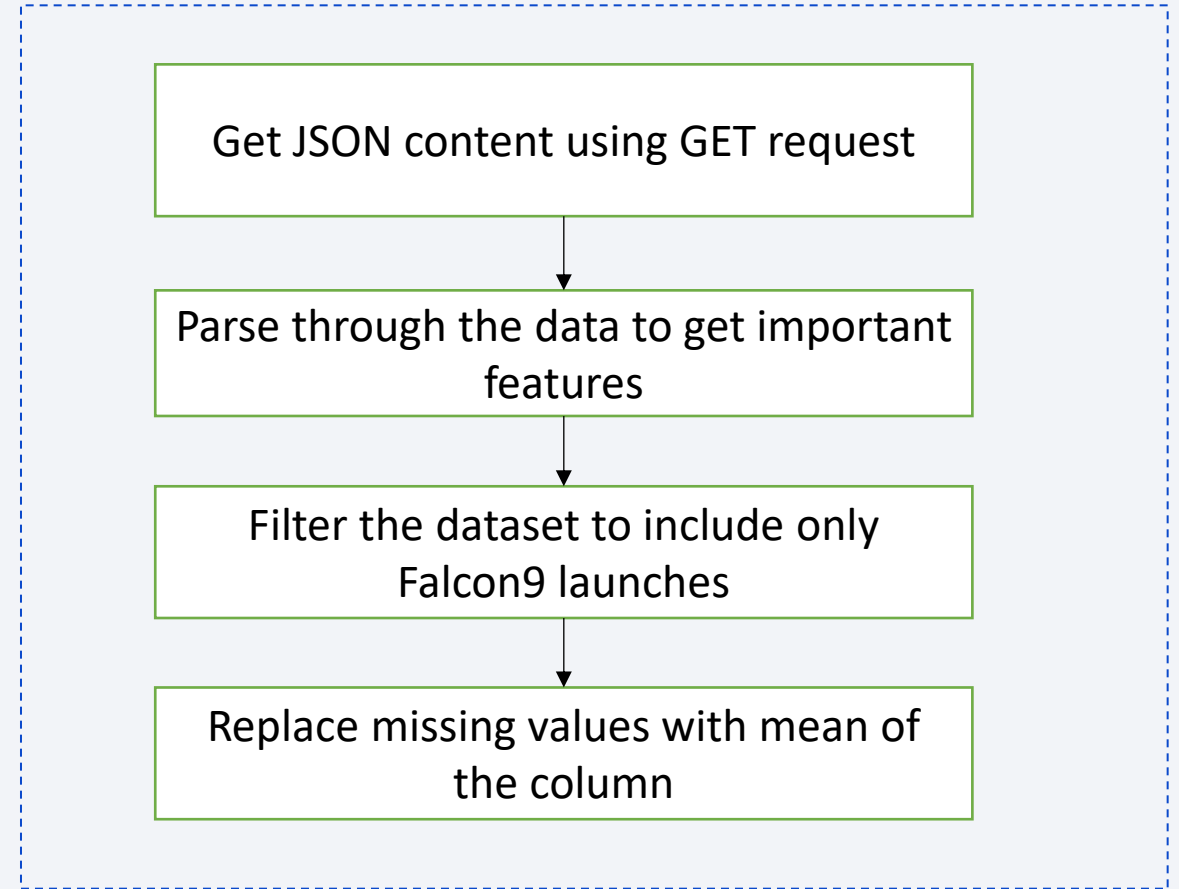 Get JSON content using GET request
Parse through the data to get important
features
Filter the dataset to include only
Falcon9 launches
Replace missing values with mean of
the column